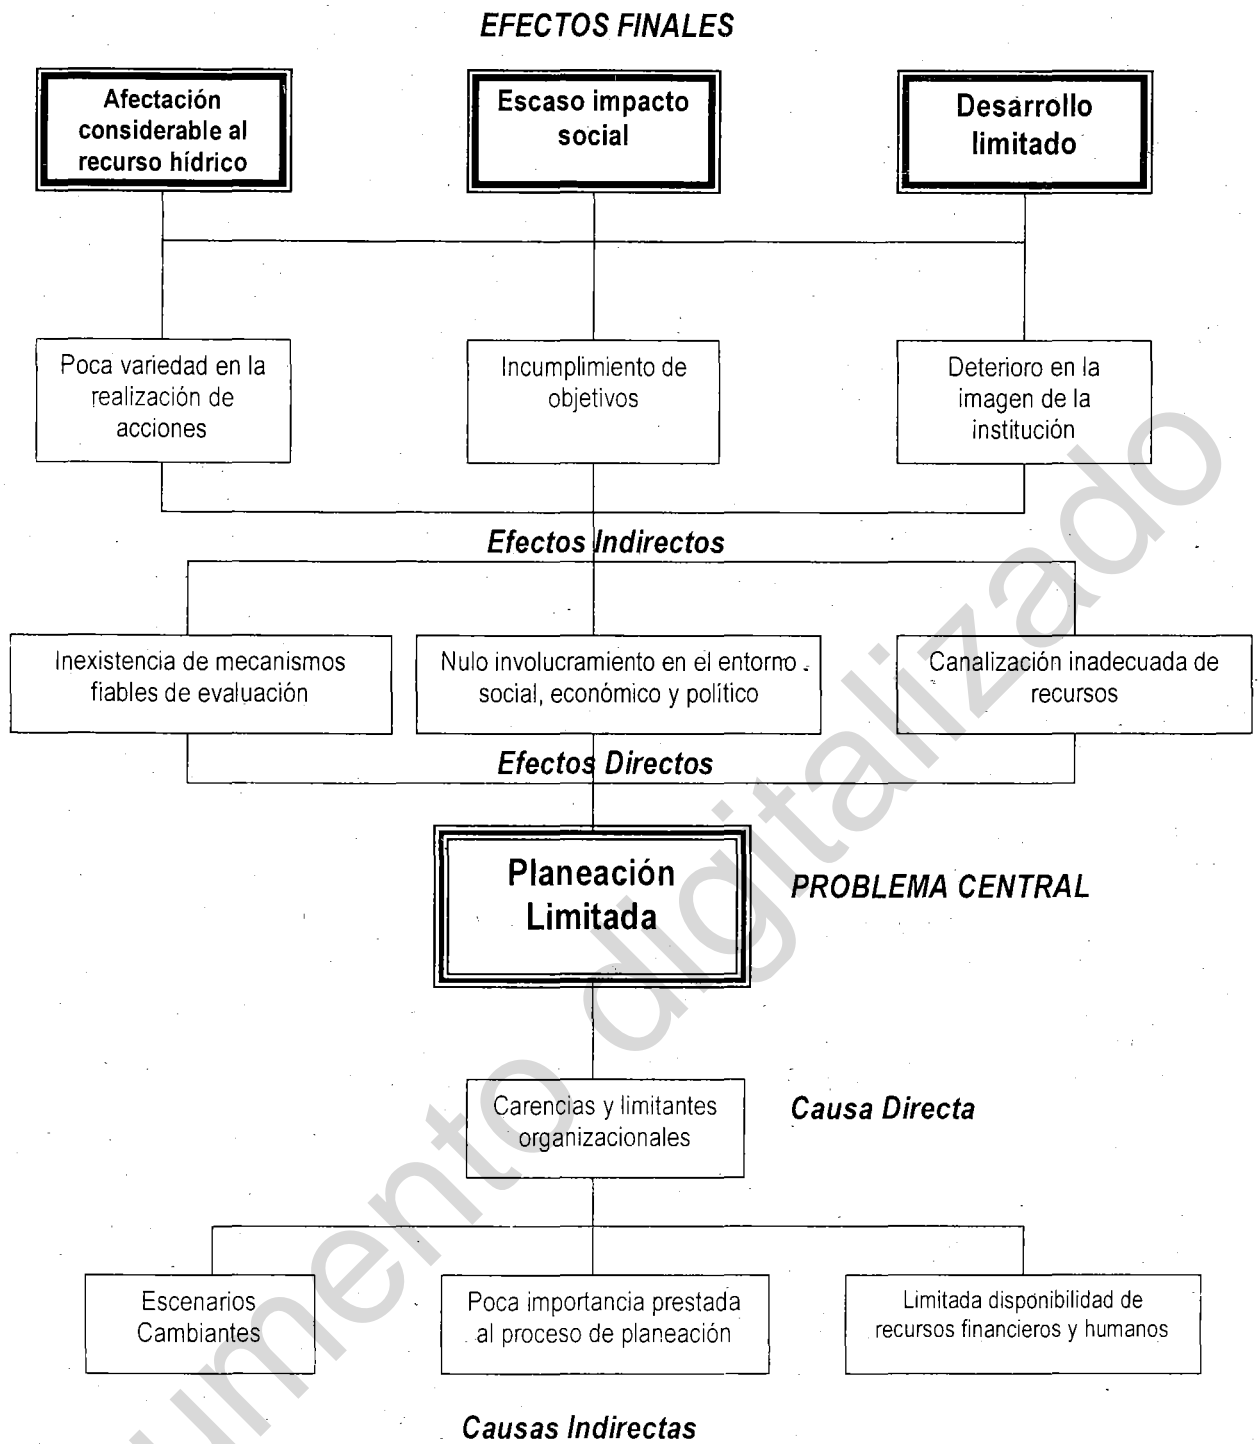 EFECTOS FINALES
Afectación
considerable al
recurso hídrico
Escaso impacto
social
Desarrollo
limitado
Poca variedad en la
realización de
acciones
Incumplimiento de
objetivos
Deterioro en la
imagen de la
institución
Efectos Indirectos
Inexistencia de mecanismos
fiables de evaluación
Nulo involucramiento en el entorno
social, económico y político
Canalización inadecuada de
recursos
Efectos Directos
Planeación
Limitada
PROBLEMA CENTRAL
Carencias y limitantes
organizacionales
Causa Directa
Escenarios
Cambiantes
Poca importancia prestada
al proceso de planeación
Limitada disponibilidad de
recursos financieros y humanos
Causas Indirectas
umento digitalizado